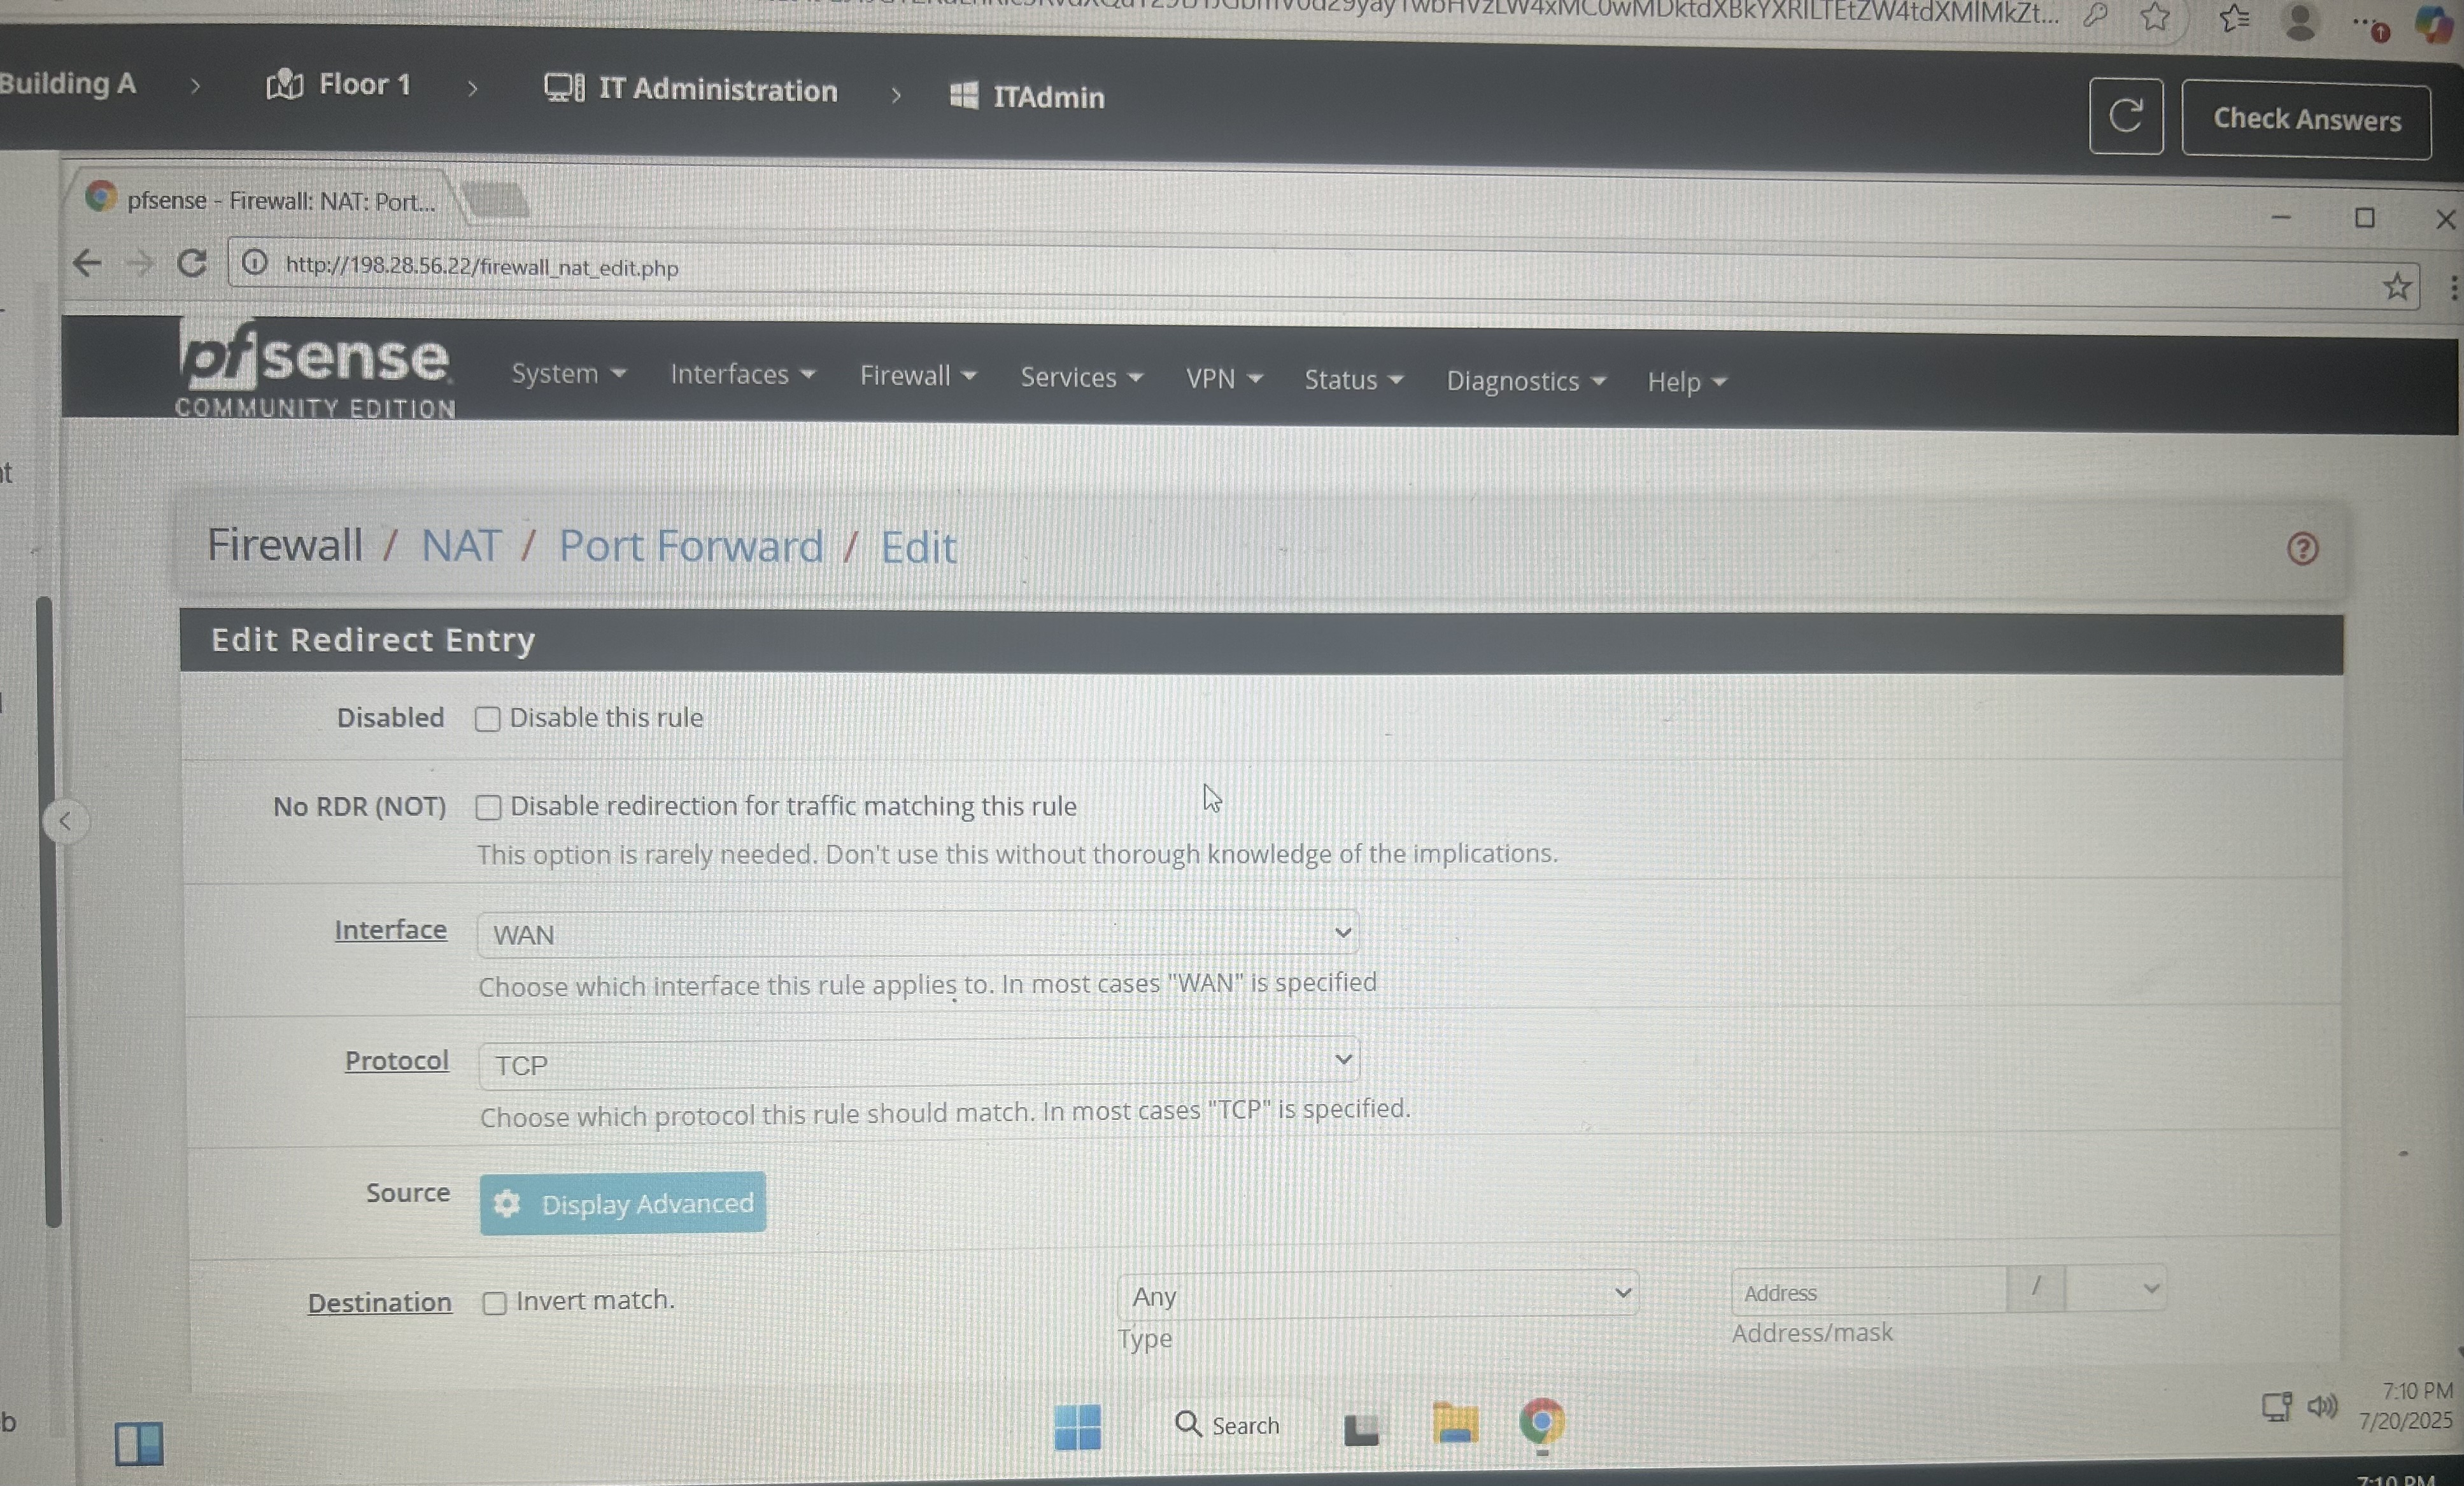 Building A > Floor 1 > IT Administration > ITAdmin
Check Answers
pfsense - Firewall: NAT: Port...
http://198.28.56.22/firewall_nat_edit.php
pfsense
COMMUNITY EDITION
System Interfaces Firewall Services VPN Status Diagnostics Help
Firewall / NAT / Port Forward / Edit
Edit Redirect Entry
Disabled Disable this rule
No RDR (NOT) Disable redirection for traffic matching this rule
This option is rarely needed. Don't use this without thorough knowledge of the implications.
Interface WAN
Choose which interface this rule applies to. In most cases "WAN" is specified
Protocol TCP
Choose which protocol this rule should match. In most cases "TCP" is specified.
Source Display Advanced
Destination Invert match. Any Address /
Type Address/mask
Search
7:10 PM
7/20/2025
7:10 PM